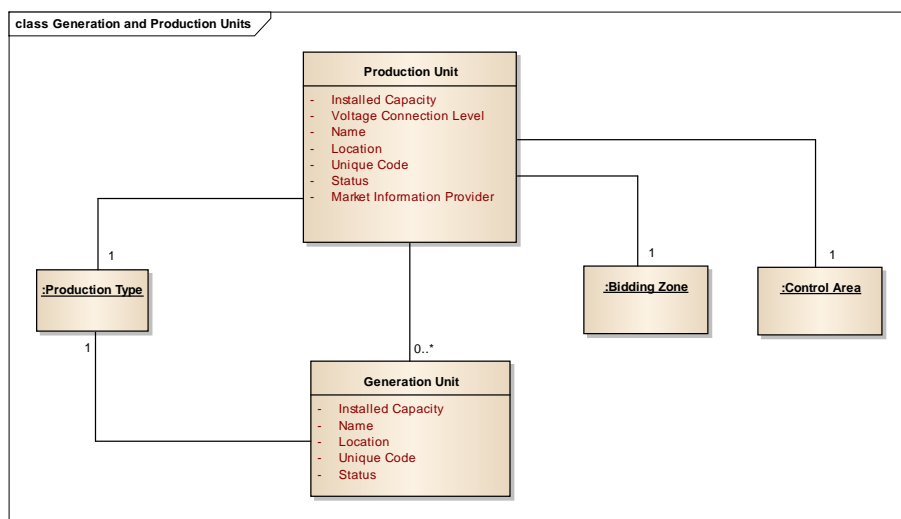 class Generation and Production Units
Production Unit
- Installed Capacity
- Voltage Connection Level
- Name
- Location
- Unique Code
- Status
- Market Information Provider
1
1
1
:Production Type
:Bidding Zone
:Control Area
1
0..*
Generation Unit
- Installed Capacity
- Name
- Location
- Unique Code
- Status